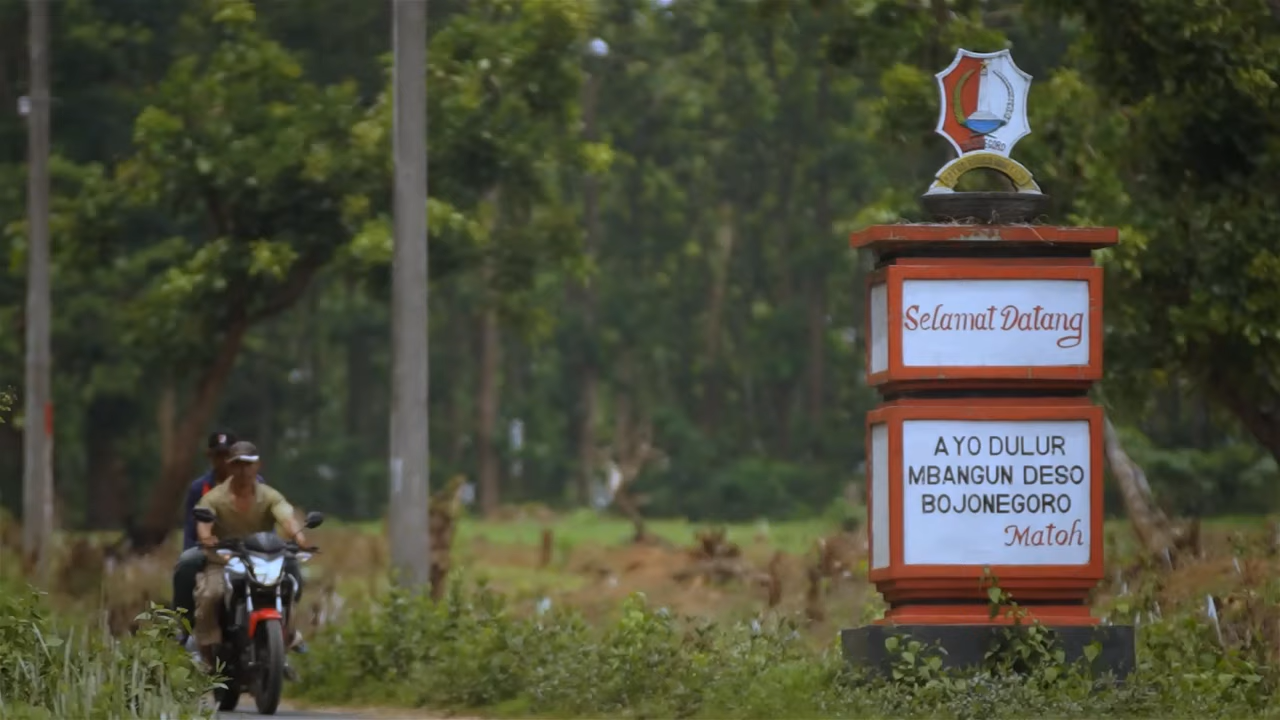 Selamat Datang
AYO DULUR
MBANGUN DESO
BOJONEGORO
Matoh